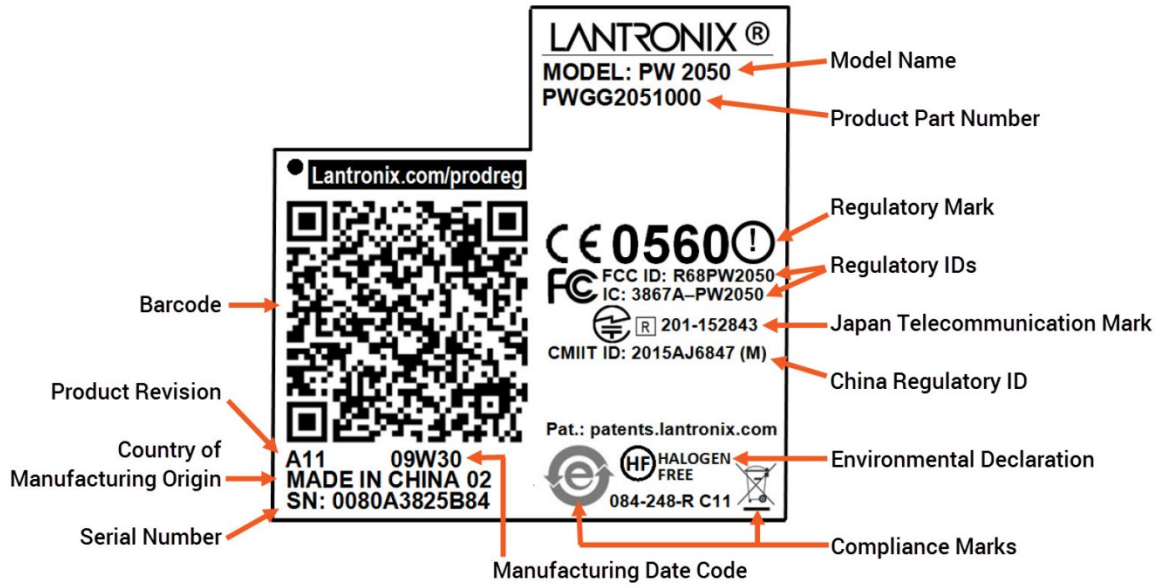 LANTRONIX ®
MODEL: PW 2050
PWGG2051000
Model Name
Product Part Number
Lantronix.com/prodreg
CE 0560 !
FCC ID: R68PW2050
FC IC: 3867A–PW2050
R 201-152843
CMIIT ID: 2015AJ6847 (M)
Regulatory Mark
Regulatory IDs
Japan Telecommunication Mark
China Regulatory ID
Barcode
Product Revision
Country of
Manufacturing Origin
Serial Number
A11 09W30
MADE IN CHINA 02
SN: 0080A3825B84
Pat.: patents.lantronix.com
e HF HALOGEN
FREE
084-248-R C11
Environmental Declaration
Compliance Marks
Manufacturing Date Code